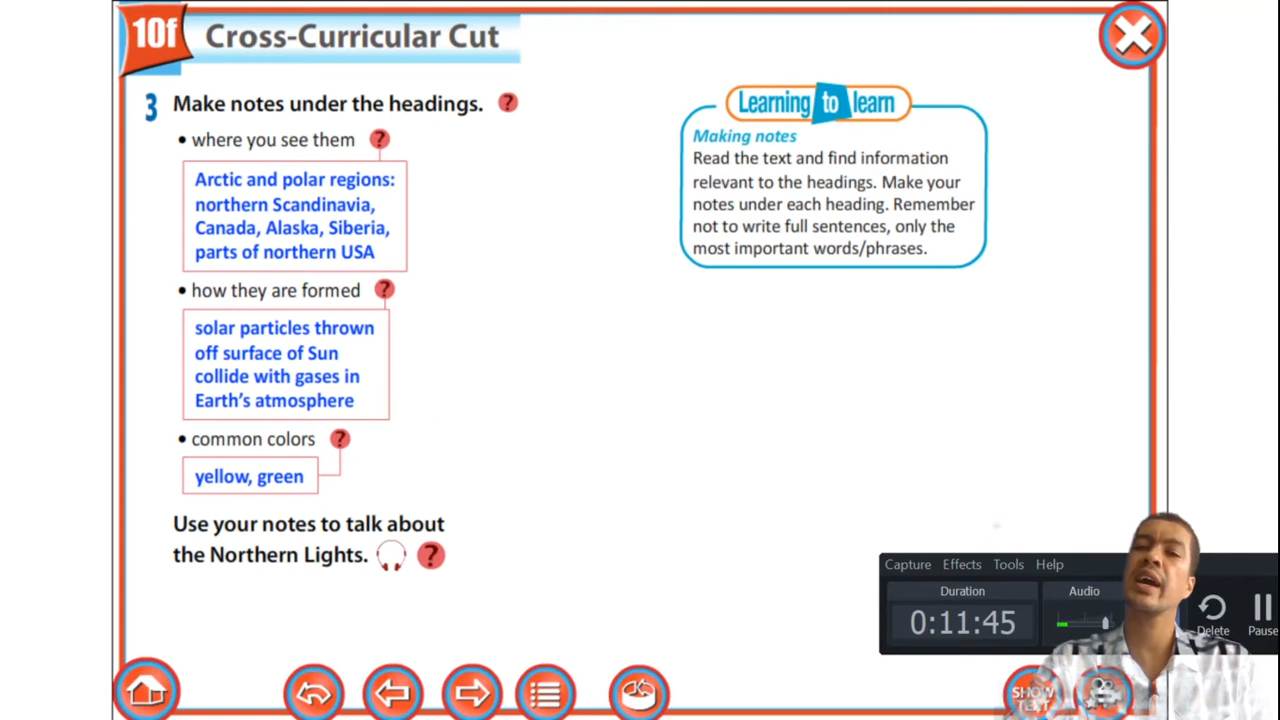 10f Cross-Curricular Cut
3 Make notes under the headings. ?
• where you see them ?
Arctic and polar regions:
northern Scandinavia,
Canada, Alaska, Siberia,
parts of northern USA
• how they are formed ?
solar particles thrown
off surface of Sun
collide with gases in
Earth's atmosphere
• common colors ?
yellow, green
Use your notes to talk about
the Northern Lights. ?
Learning to learn
Making notes
Read the text and find information
relevant to the headings. Make your
notes under each heading. Remember
not to write full sentences, only the
most important words/phrases.
Capture Effects Tools Help
Duration Audio
0:11:45
Delete Pause
SHOW
TEXT